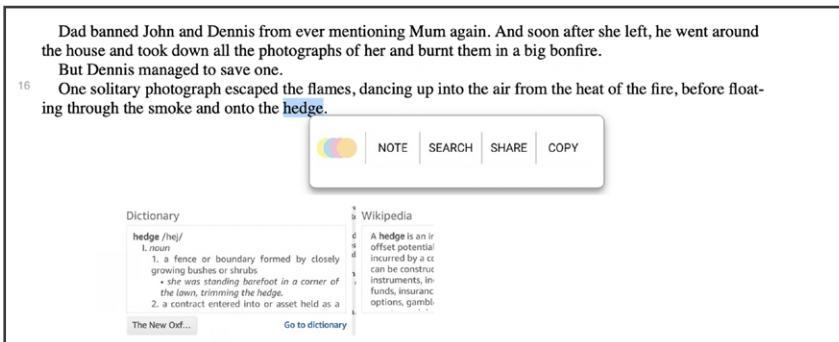 Dad banned John and Dennis from ever mentioning Mum again. And soon after she left, he went around
the house and took down all the photographs of her and burnt them in a big bonfire.
But Dennis managed to save one.
16
One solitary photograph escaped the flames, dancing up into the air from the heat of the fire, before float-
ing through the smoke and onto the hedge.
NOTE SEARCH SHARE COPY
Dictionary
hedge /hej/
I. noun
1. a fence or boundary formed by closely
growing bushes or shrubs
• she was standing barefoot in a corner of
the lawn, trimming the hedge.
2. a contract entered into or asset held as a
The New Oxf...
Go to dictionary
Wikipedia
A hedge is an ir
offset potential
incurred by a cc
can be construc
instruments, in
funds, insuranc
options, gambl